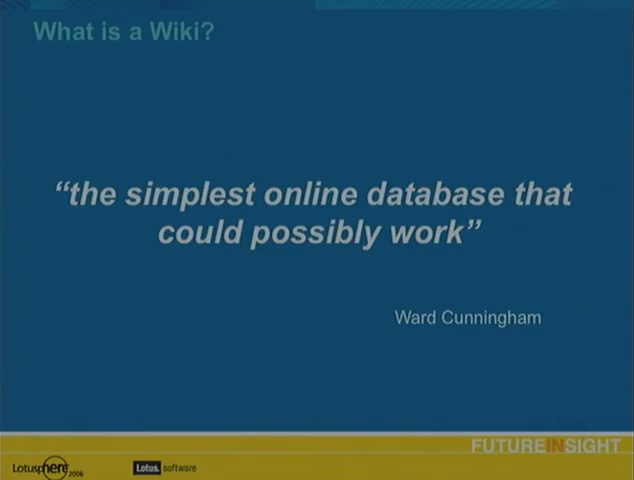 What is a Wiki?
“the simplest online database that
could possibly work”
Ward Cunningham
FUTUREINSIGHT
Lotusphere 2006
Lotus. software